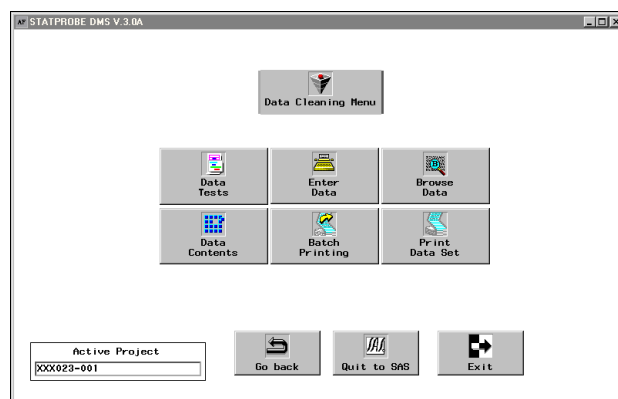 STATPROBE DMS V.3.0A
Data Cleaning Menu
Data
Tests
Enter
Data
Browse
Data
Data
Contents
Batch
Printing
Print
Data Set
Active Project
XXX023-001
Go back
Quit to SAS
Exit